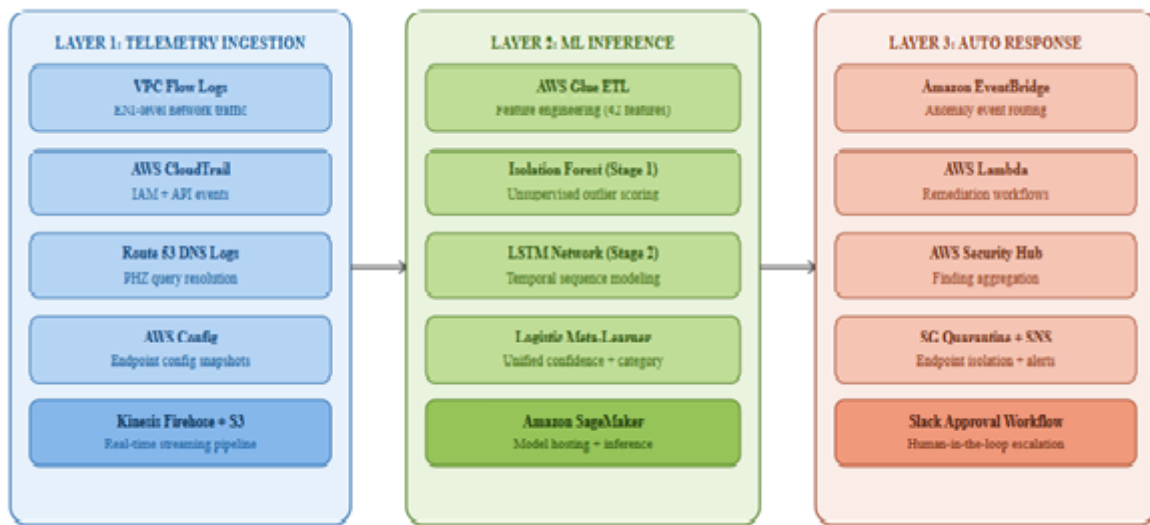 LAYER 1: TELEMETRY INGESTION
VPC Flow Logs
ENI-level network traffic
AWS CloudTrail
IAM + API events
Route 53 DNS Logs
PHZ query resolution
AWS Config
Endpoint config snapshots
Kinesis Firehose + S3
Real-time streaming pipeline
LAYER 2: ML INFERENCE
AWS Glue ETL
Feature engineering (42 features)
Isolation Forest (Stage 1)
Unsupervised outlier scoring
LSTM Network (Stage 2)
Temporal sequence modeling
Logistic Meta-Learner
Unified confidence + category
Amazon SageMaker
Model hosting + inference
LAYER 3: AUTO RESPONSE
Amazon EventBridge
Anomaly event routing
AWS Lambda
Remediation workflows
AWS Security Hub
Finding aggregation
SG Quarantine + SNS
Endpoint isolation + alerts
Slack Approval Workflow
Human-in-the-loop escalation